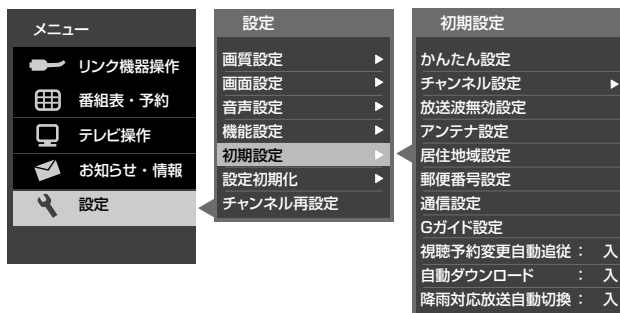 メニュー
リンク機器操作
番組表・予約
テレビ操作
お知らせ・情報
設定
設定
画質設定
画面設定
音声設定
機能設定
初期設定
設定初期化
チャンネル再設定
初期設定
かんたん設定
チャンネル設定
放送波無効設定
アンテナ設定
居住地域設定
郵便番号設定
通信設定
Gガイド設定
視聴予約変更自動追従： 入
自動ダウンロード ： 入
降雨対応放送自動切換： 入